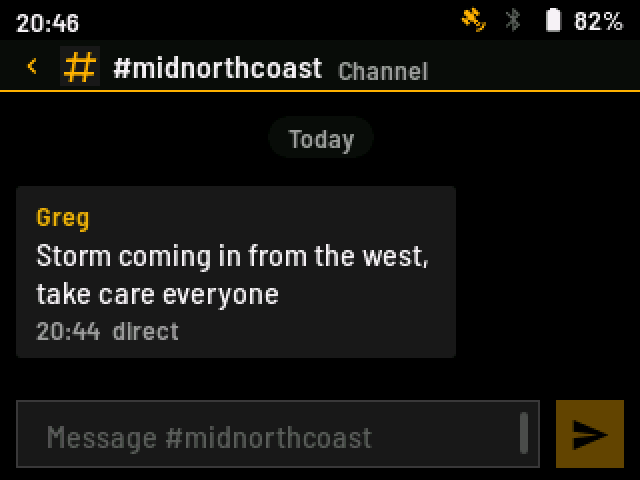 20:46
82%
#
#midnorthcoast Channel
Today
Greg
Storm coming in from the west,
take care everyone
20:44 direct
Message #midnorthcoast